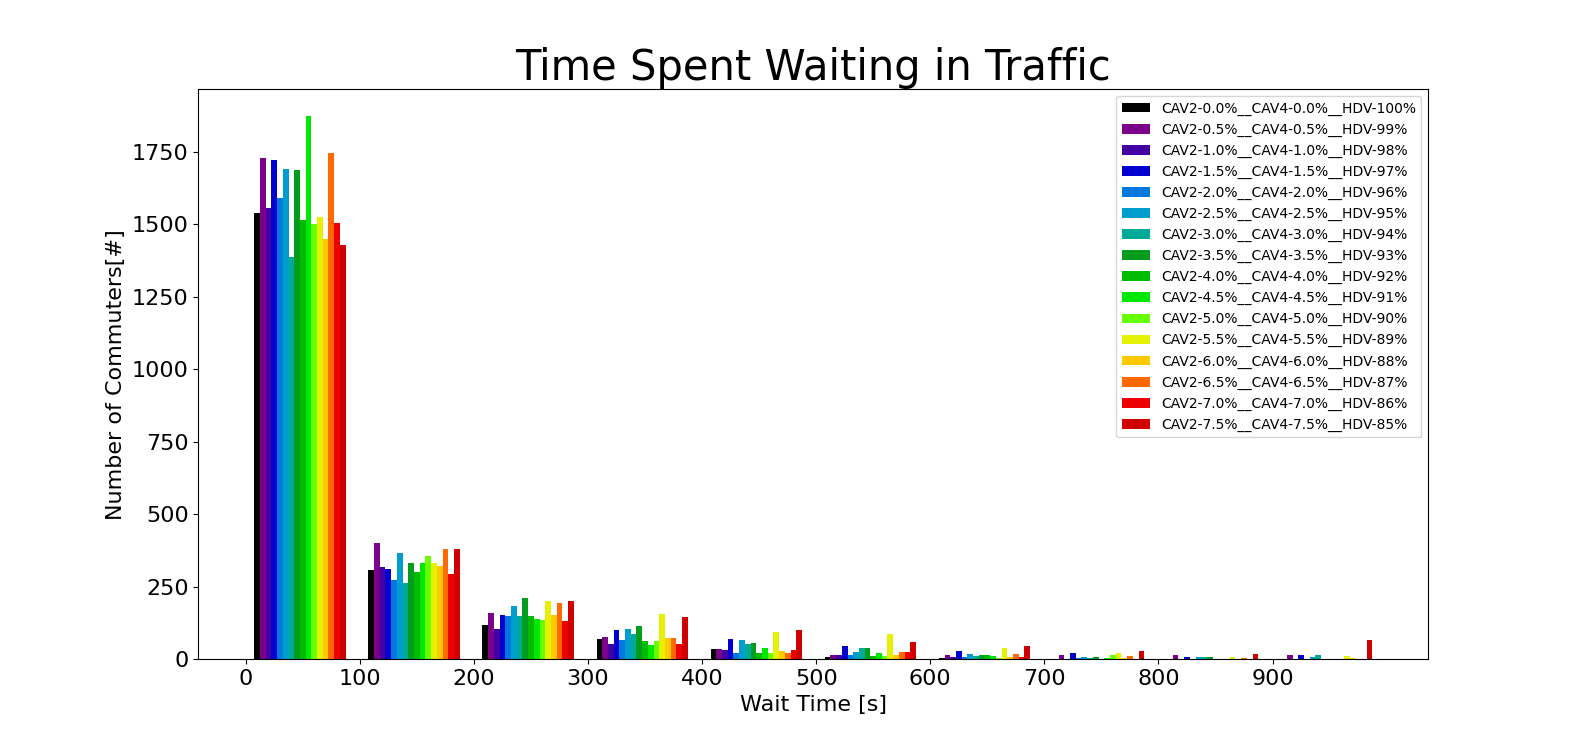 Time Spent Waiting in Traffic
CAV2-0.0%__CAV4-0.0%__HDV-100%
CAV2-0.5%__CAV4-0.5%__HDV-99%
CAV2-1.0%__CAV4-1.0%__HDV-98%
CAV2-1.5%__CAV4-1.5%__HDV-97%
CAV2-2.0%__CAV4-2.0%__HDV-96%
CAV2-2.5%__CAV4-2.5%__HDV-95%
CAV2-3.0%__CAV4-3.0%__HDV-94%
CAV2-3.5%__CAV4-3.5%__HDV-93%
CAV2-4.0%__CAV4-4.0%__HDV-92%
CAV2-4.5%__CAV4-4.5%__HDV-91%
CAV2-5.0%__CAV4-5.0%__HDV-90%
CAV2-5.5%__CAV4-5.5%__HDV-89%
CAV2-6.0%__CAV4-6.0%__HDV-88%
CAV2-6.5%__CAV4-6.5%__HDV-87%
CAV2-7.0%__CAV4-7.0%__HDV-86%
CAV2-7.5%__CAV4-7.5%__HDV-85%
Number of Commuters[#]
1750
1500
1250
1000
750
500
250
0
0 100 200 300 400 500 600 700 800 900
Wait Time [s]